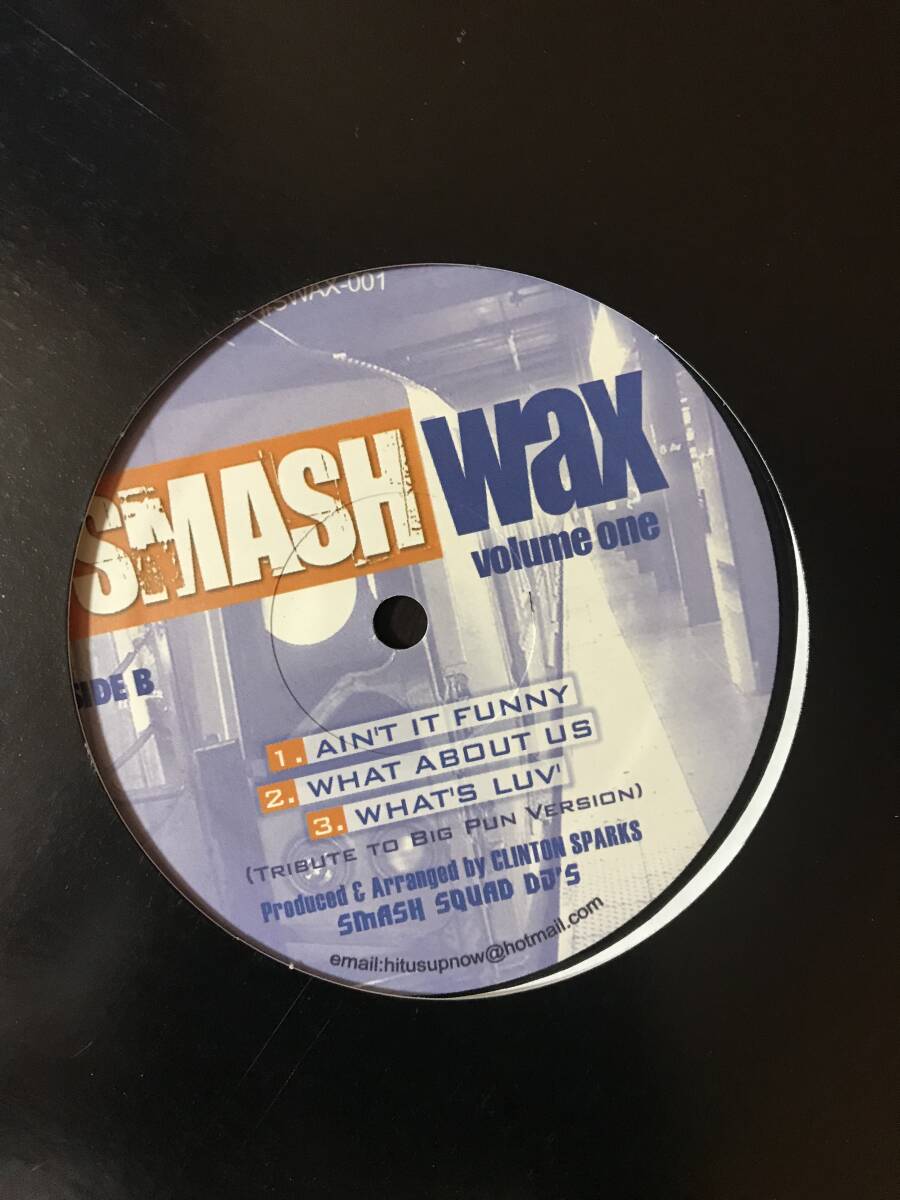 SWAX-001
SMASH wax
volume one
SIDE B
1. AIN'T IT FUNNY
2. WHAT ABOUT US
3. WHAT'S LUV'
(TRIBUTE TO BIG PUN VERSION)
Produced & Arranged by CLINTON SPARKS
SMASH SQUAD DJ'S
email:hitusupnow@hotmail.com